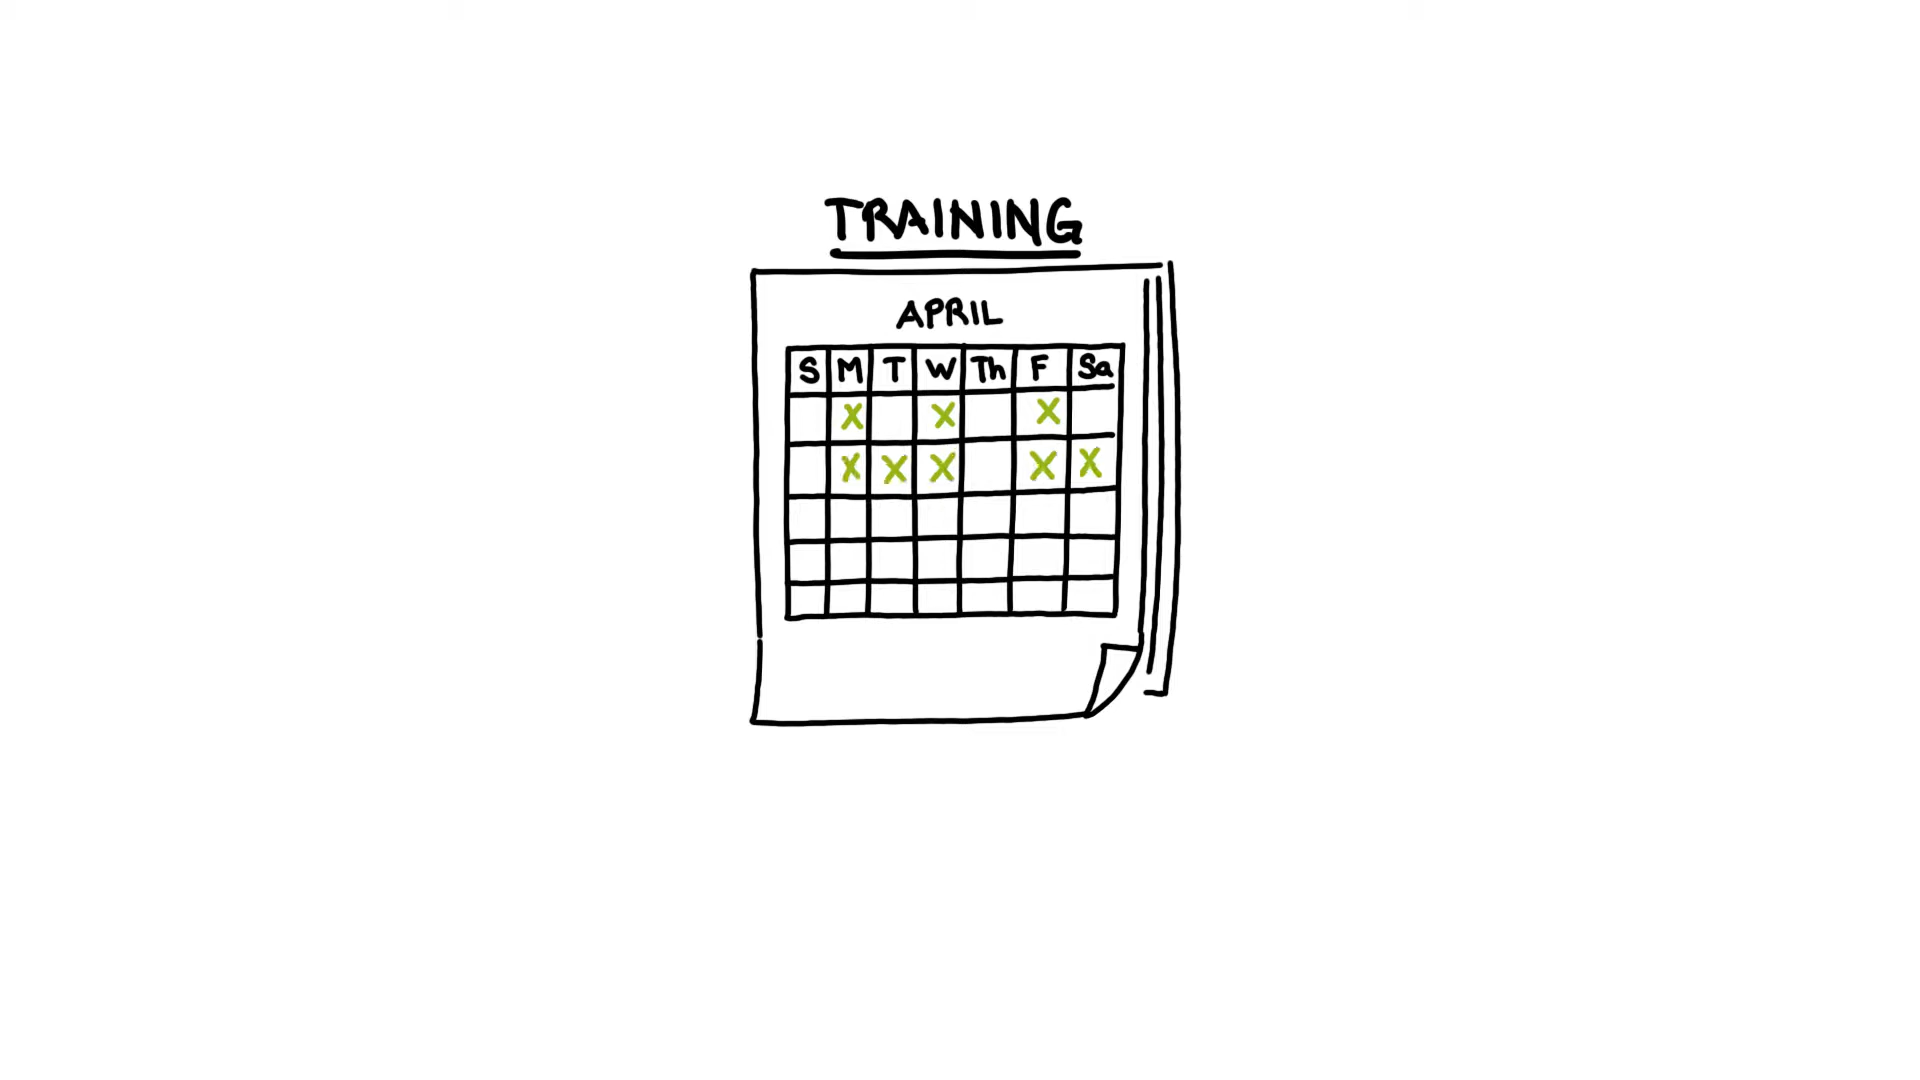 TRAINING
APRIL
S M T W Th F Sa
X X X
X X X X X